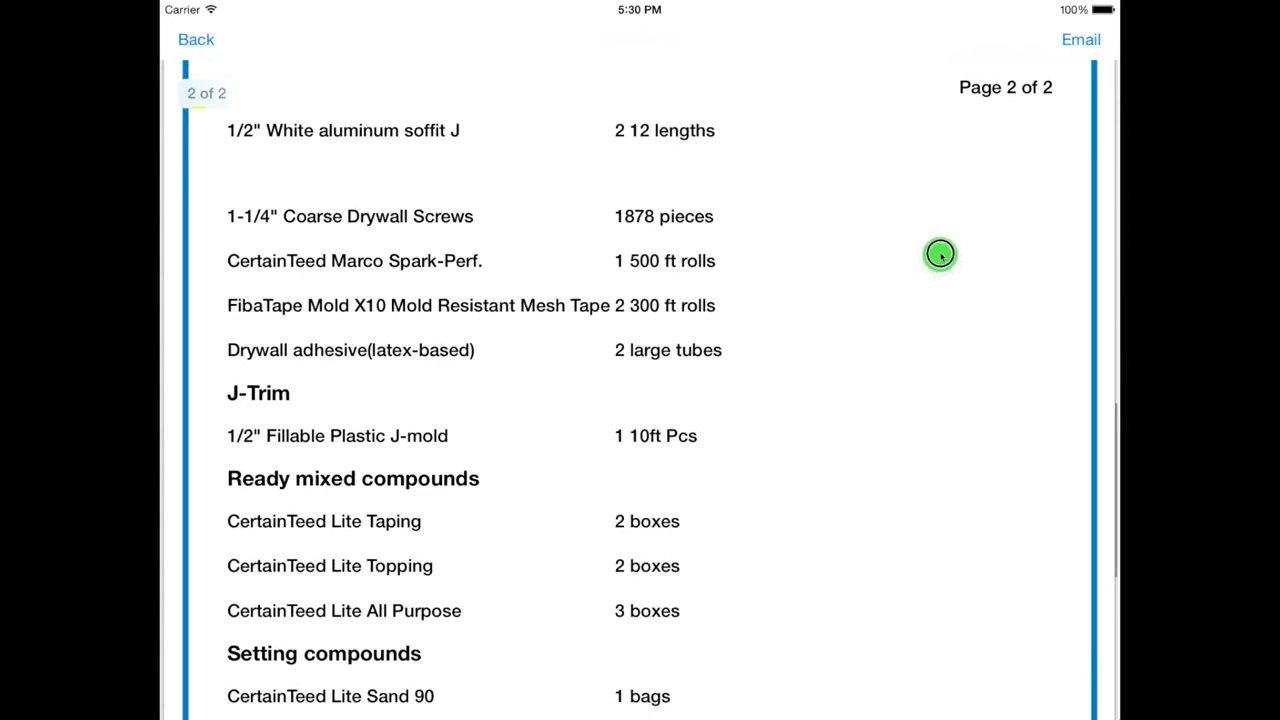 Carrier 5:30 PM 100%
Back Email
2 of 2 Page 2 of 2
1/2" White aluminum soffit J 2 12 lengths
1-1/4" Coarse Drywall Screws 1878 pieces
CertainTeed Marco Spark-Perf. 1 500 ft rolls
FibaTape Mold X10 Mold Resistant Mesh Tape 2 300 ft rolls
Drywall adhesive(latex-based) 2 large tubes
J-Trim
1/2" Fillable Plastic J-mold 1 10ft Pcs
Ready mixed compounds
CertainTeed Lite Taping 2 boxes
CertainTeed Lite Topping 2 boxes
CertainTeed Lite All Purpose 3 boxes
Setting compounds
CertainTeed Lite Sand 90 1 bags